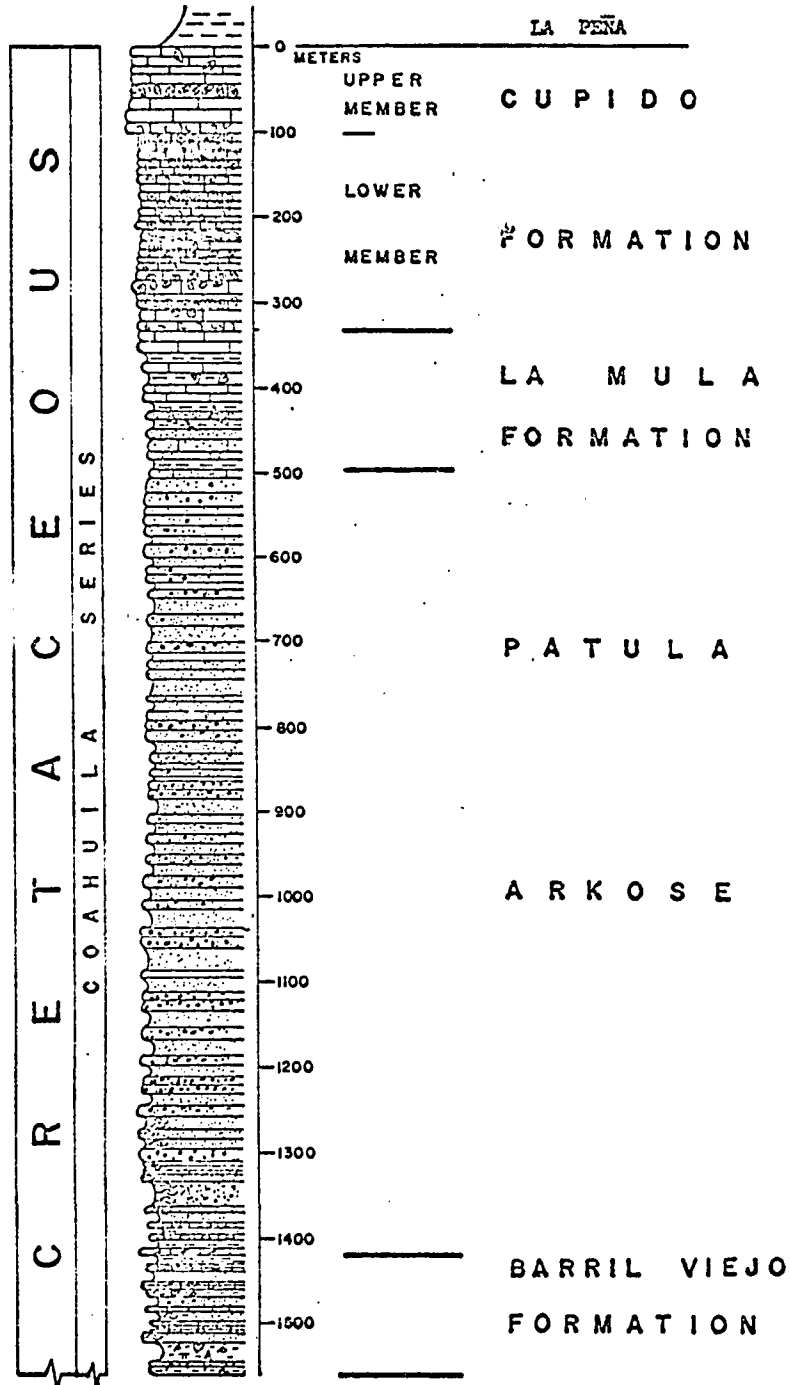 LA PEÑA
0
METERS
UPPER
MEMBER
CUPIDO
100
LOWER
200
MEMBER
FORMATION
300
LA MULA
400
FORMATION
500
600
PATULA
700
800
900
ARKOSE
1000
1100
1200
1300
1400
BARRIL VIEJO
1500
FORMATION
CRETACEOUS
COAHUILA SERIES